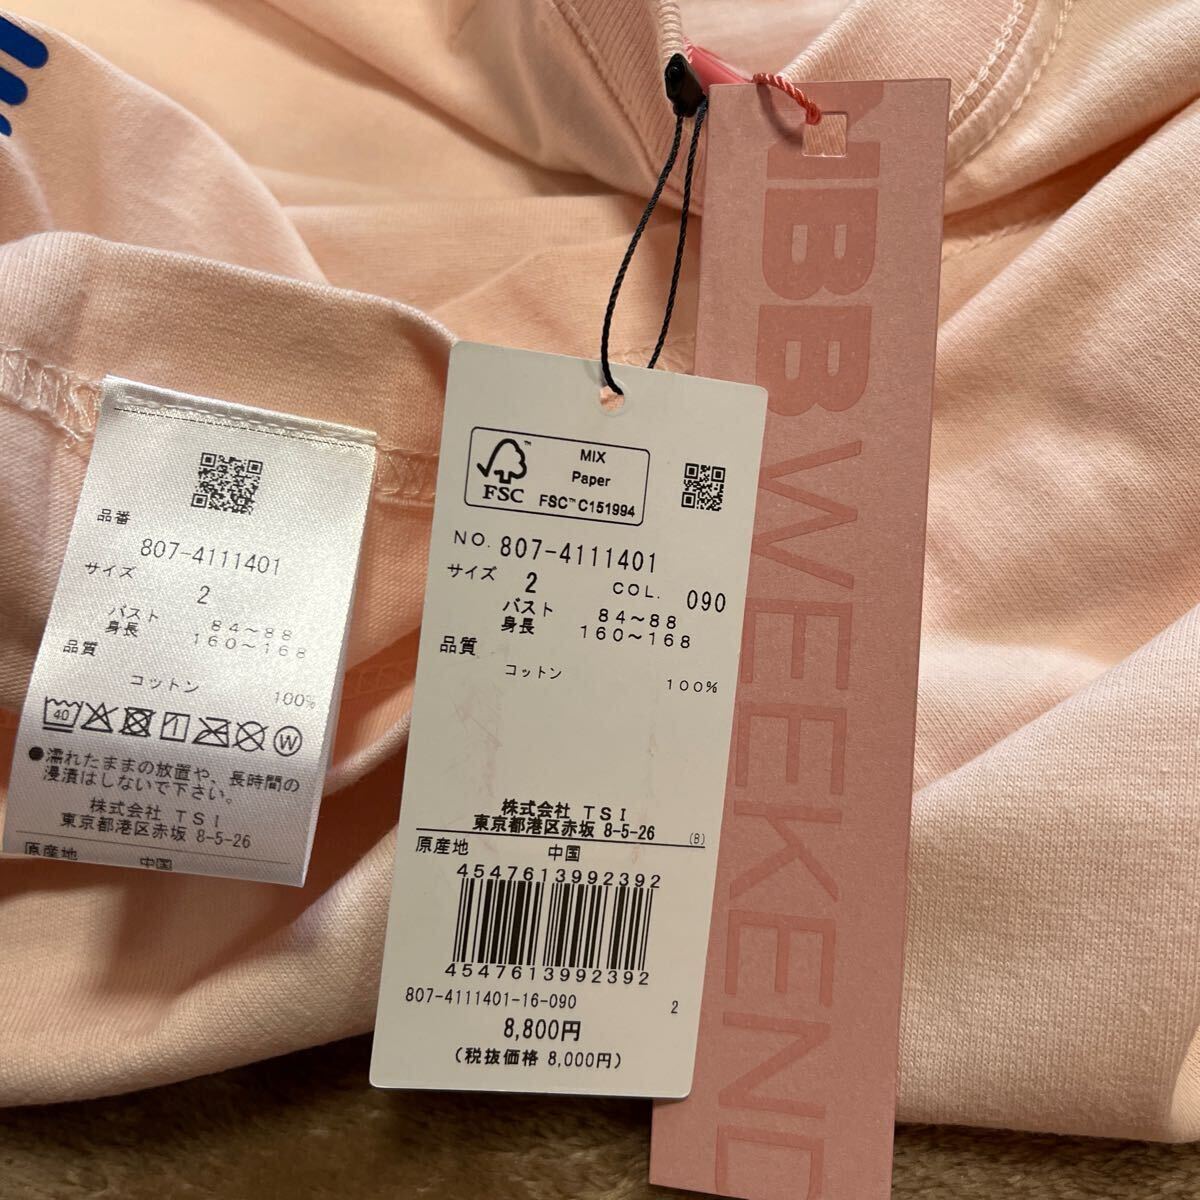 品番
807-4111401
サイズ
2
バスト 84～88
身長 160～168
品質
コットン 100%
40
W
●濡れたままの放置や、長時間の
浸漬はしないで下さい。
株式会社 TSI
東京都港区赤坂 8-5-26
原産地 中国
FSC™
MIX
Paper
FSC™ C151994
NO. 807-4111401
サイズ 2 COL. 090
バスト 84～88
身長 160～168
品質
コットン 100%
株式会社 TSI
東京都港区赤坂 8-5-26 (B)
原産地 中国
4547613992392
4547613992392
807-4111401-16-090 2
8,800円
(税抜価格 8,000円)
BB WEEKEND